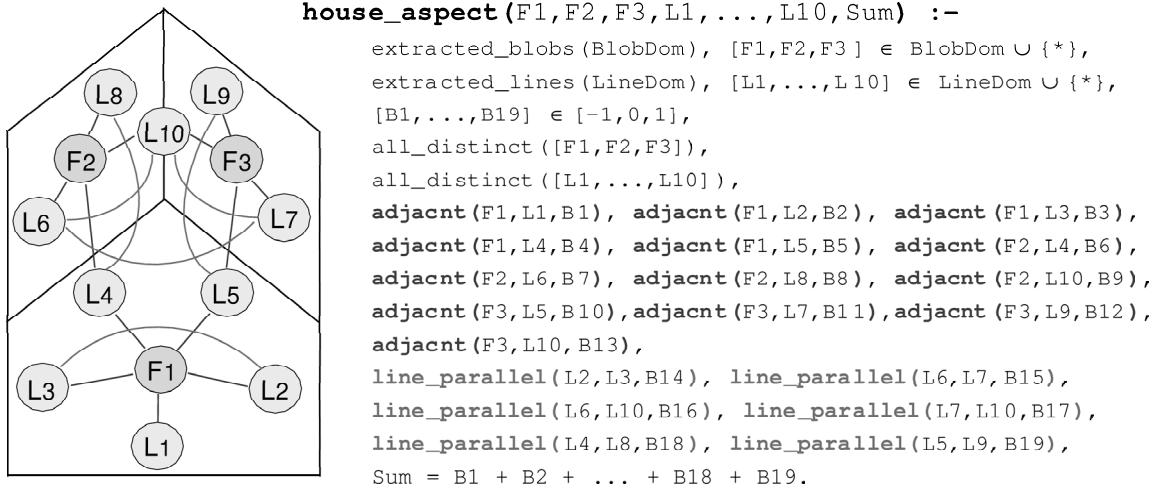 house_aspect(F1,F2,F3,L1,...,L10,Sum) :-
extracted_blobs(BlobDom), [F1,F2,F3 ] ∈ BlobDom ∪ {*},
extracted_lines(LineDom), [L1,...,L10] ∈ LineDom ∪ {*},
[B1,...,B19] ∈ [-1,0,1],
all_distinct([F1,F2,F3]),
all_distinct([L1,...,L10]),
adjacnt(F1,L1,B1), adjacnt(F1,L2,B2), adjacnt(F1,L3,B3),
adjacnt(F1,L4,B4), adjacnt(F1,L5,B5), adjacnt(F2,L4,B6),
adjacnt(F2,L6,B7), adjacnt(F2,L8,B8), adjacnt(F2,L10,B9),
adjacnt(F3,L5,B10),adjacnt(F3,L7,B11),adjacnt(F3,L9,B12),
adjacnt(F3,L10,B13),
line_parallel(L2,L3,B14), line_parallel(L6,L7,B15),
line_parallel(L6,L10,B16), line_parallel(L7,L10,B17),
line_parallel(L4,L8,B18), line_parallel(L5,L9,B19),
Sum = B1 + B2 + ... + B18 + B19.
L8 L9
L10
F2 F3
L6 L7
L4 L5
F1
L3 L2
L1